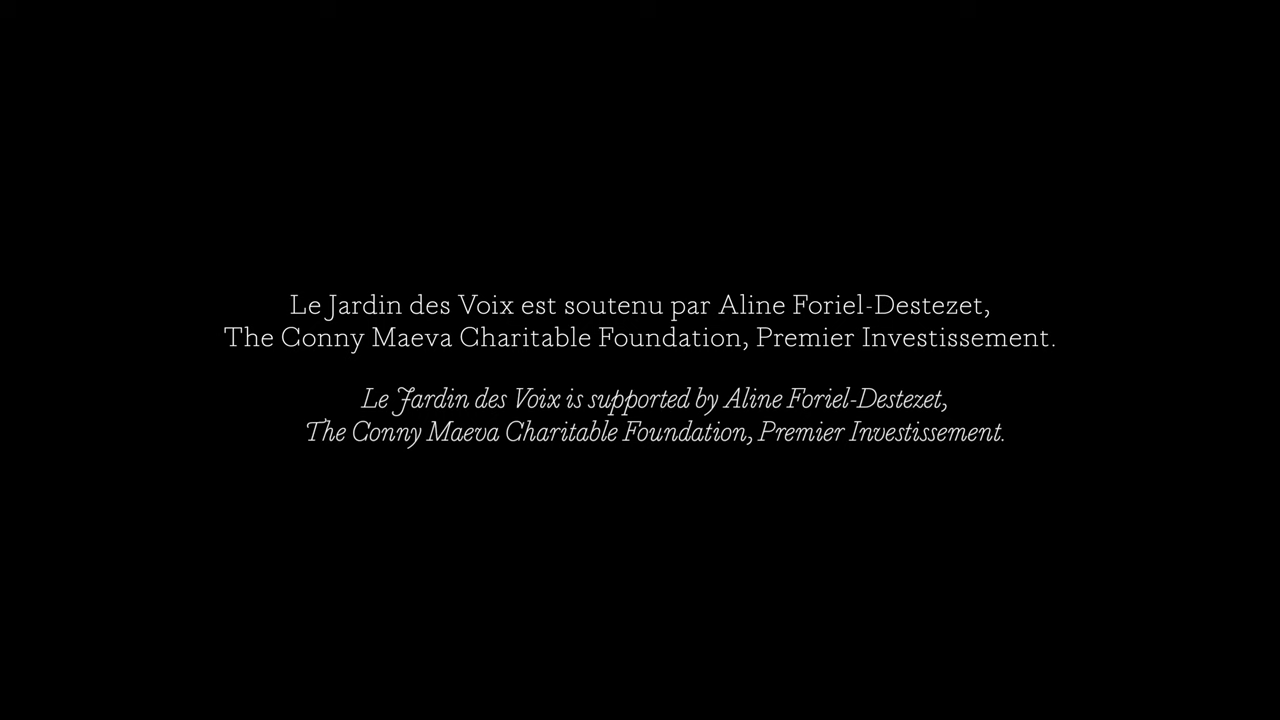 Le Jardin des Voix est soutenu par Aline Foriel-Destezet,
The Conny Maeva Charitable Foundation, Premier Investissement.
Le Jardin des Voix is supported by Aline Foriel-Destezet,
The Conny Maeva Charitable Foundation, Premier Investissement.